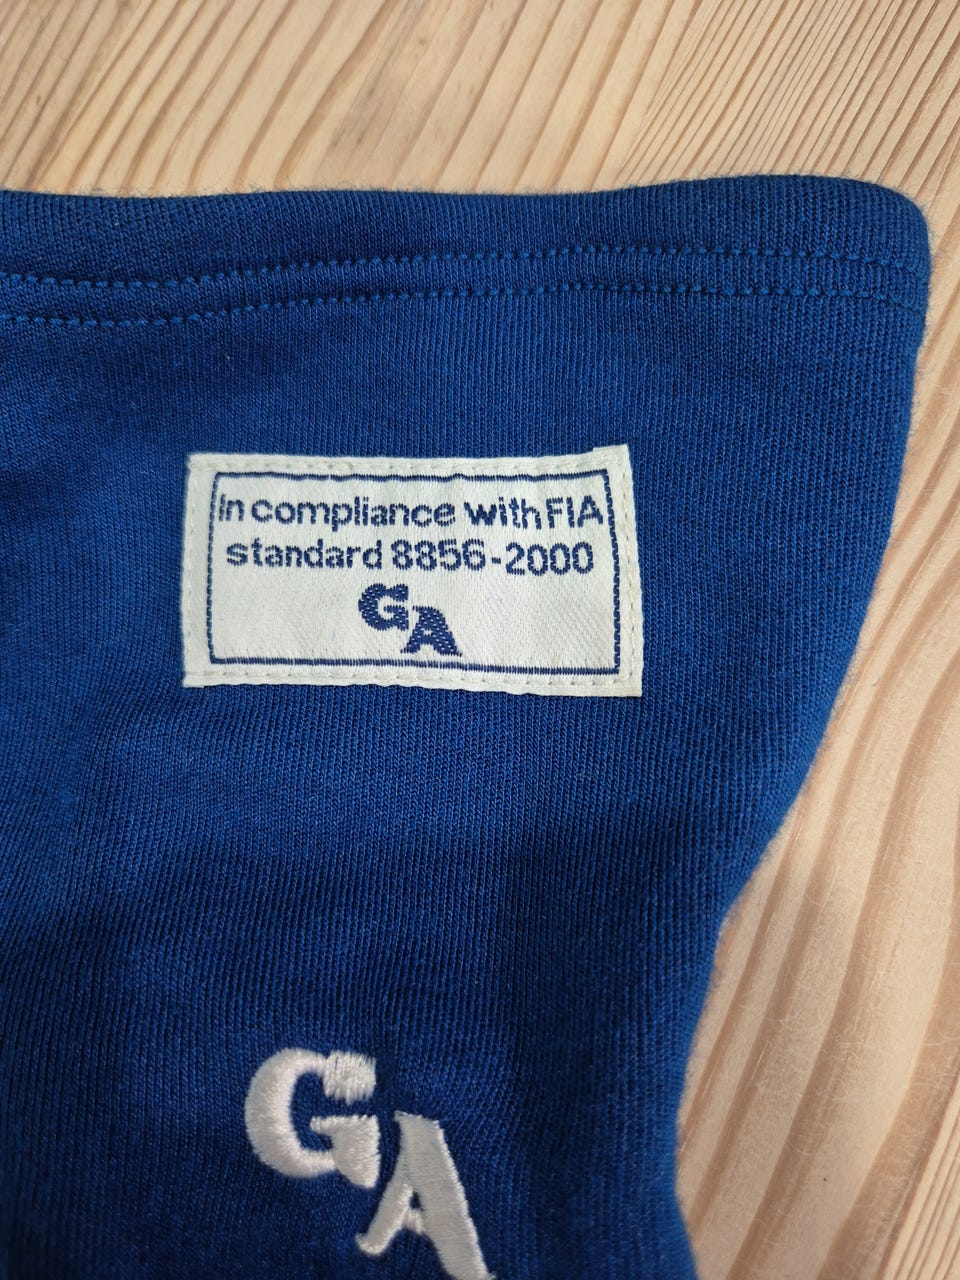 In compliance with FIA
standard 8856-2000
GA
GA